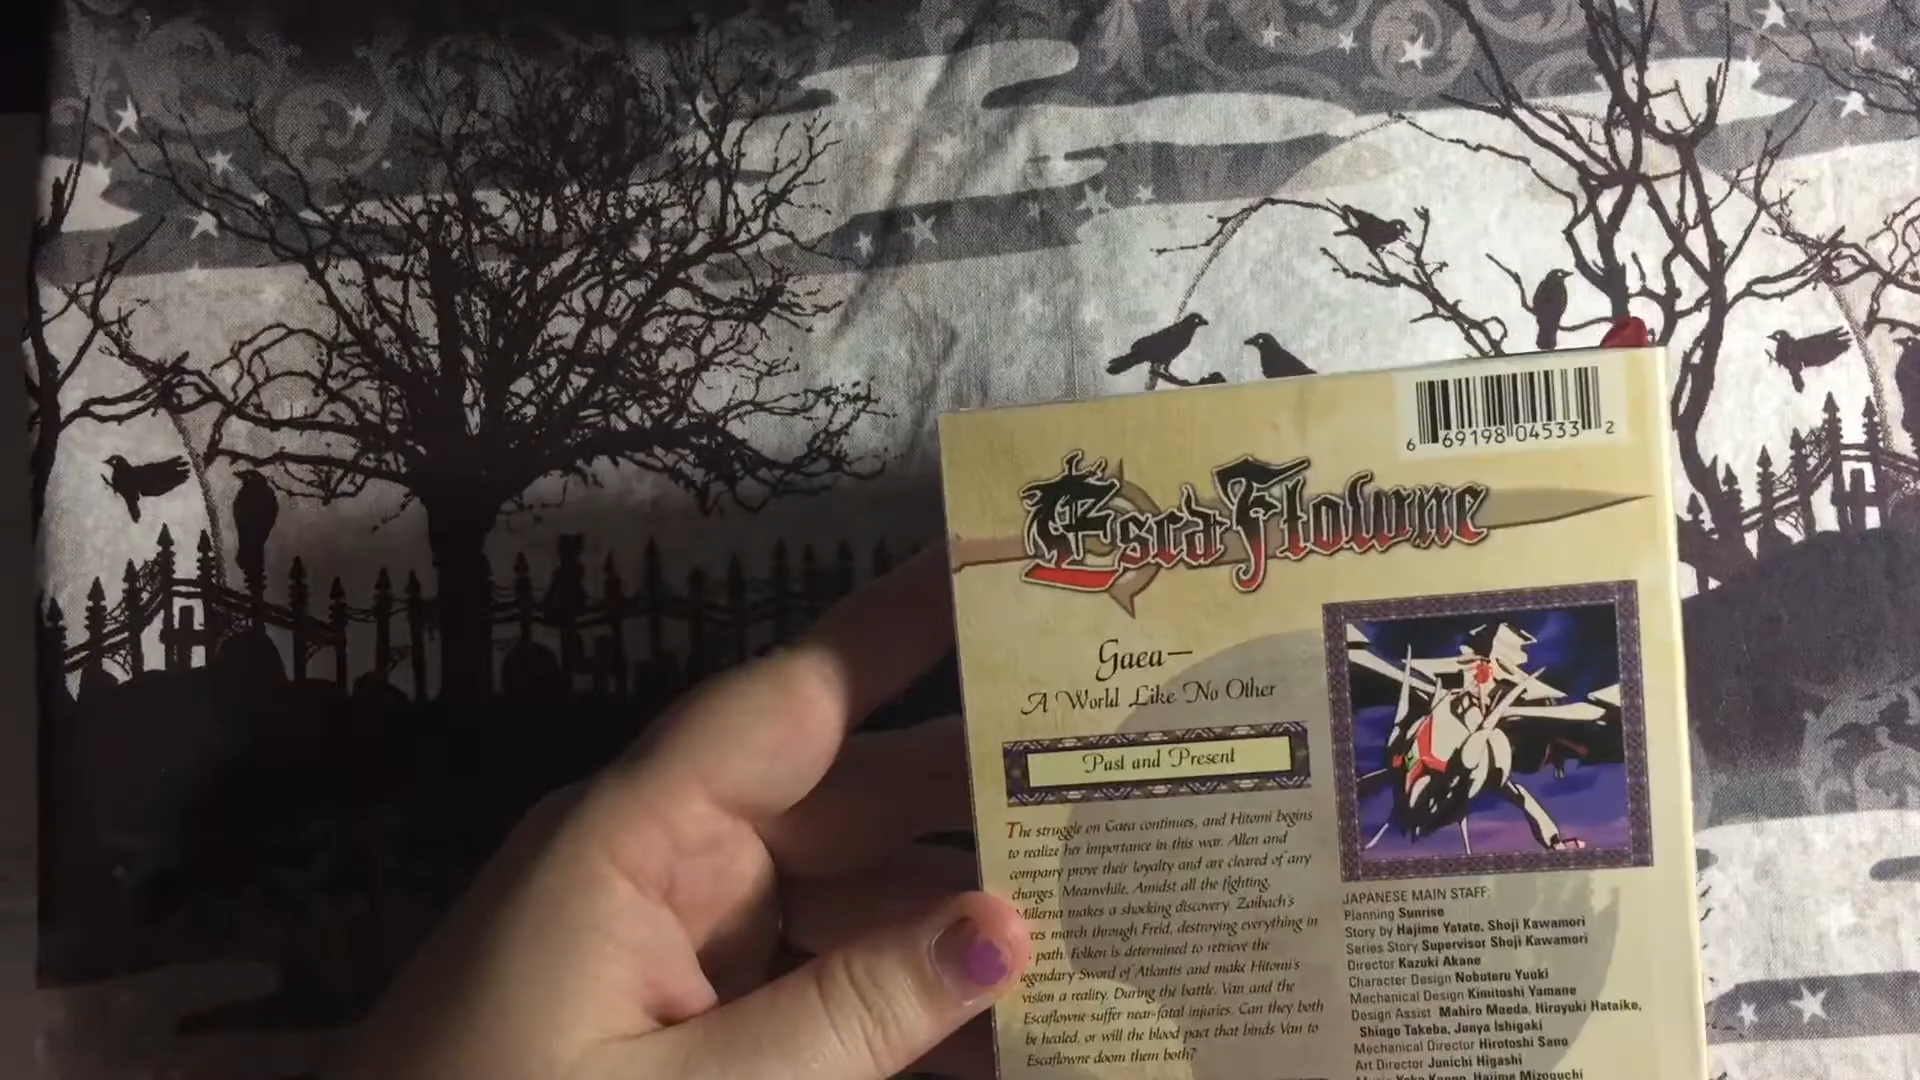 6 69198 04533 2
Escaflowne
Gaea—
A World Like No Other
Past and Present
The struggle on Gaea continues, and Hitomi begins
to realize her importance in this war. Allen and
company prove their loyalty and are cleared of any
charges. Meanwhile, Amidst all the fighting,
Millerna makes a shocking discovery. Zaibach's
march through Freid, destroying everything in
path. Folken is determined to retrieve the
legendary Sword of Atlantis and make Hitomi's
vision a reality. During the battle, Van and the
Escaflowne suffer near-fatal injuries. Can they both
be healed, or will the blood pact that binds Van to
Escaflowne doom them both?
JAPANESE MAIN STAFF:
Planning Sunrise
Story by Hajime Yatate, Shoji Kawamori
Series Story Supervisor Shoji Kawamori
Director Kazuki Akane
Character Design Nobuteru Yuuki
Mechanical Design Kimitoshi Yamane
Design Assist Mahiro Maeda, Hiroyuki Hataike,
Shingo Takeba, Junya Ishigaki
Mechanical Director Hirotoshi Sano
Art Director Junichi Higashi
Music Yoko Kanno, Hajime Mizoguchi